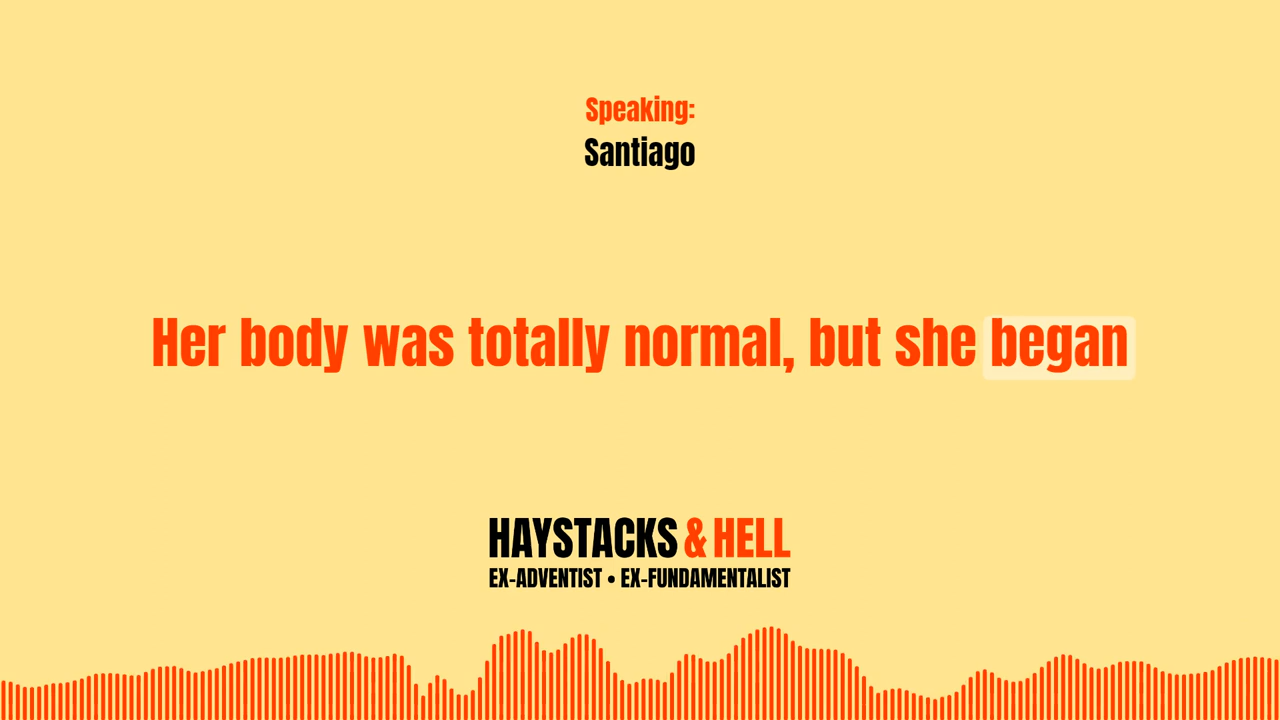 Speaking:
Santiago
Her body was totally normal, but she began
HAYSTACKS & HELL
EX-ADVENTIST • EX-FUNDAMENTALIST